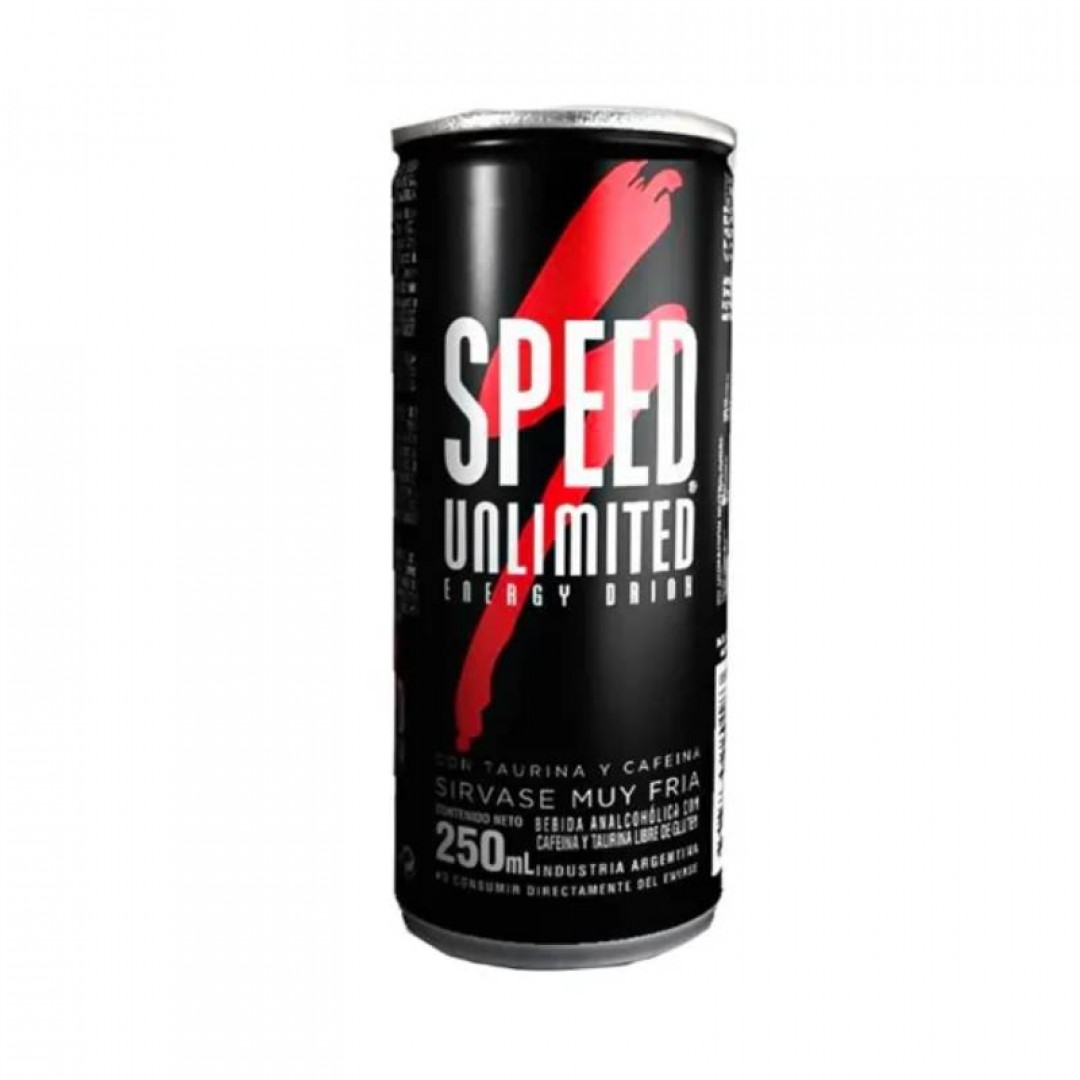 SPEED
UNLIMITED
ENERGY DRINK
CON TAURINA Y CAFEINA
SIRVASE MUY FRIA
CONTENIDO NETO
250mL
BEBIDA ANALCOHÓLICA CON
CAFEINA Y TAURINA LIBRE DE GLUTEN
INDUSTRIA ARGENTINA
NO CONSUMIR DIRECTAMENTE DEL ENVASE